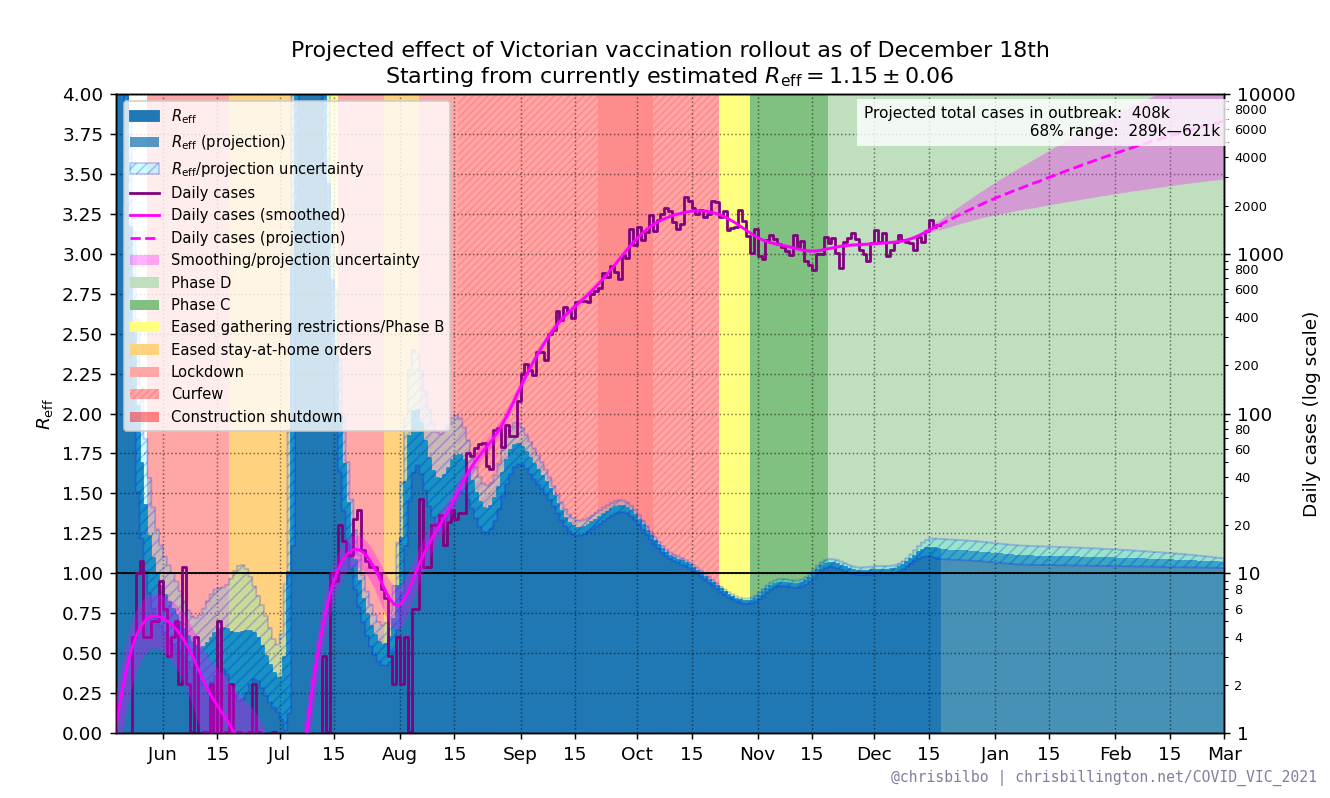 Projected effect of Victorian vaccination rollout as of December 18th
Starting from currently estimated R_eff = 1.15 ± 0.06
4.00
3.75
3.50
3.25
3.00
2.75
2.50
2.25
2.00
1.75
1.50
1.25
1.00
0.75
0.50
0.25
0.00
R_eff
R_eff
R_eff (projection)
R_eff/projection uncertainty
Daily cases
Daily cases (smoothed)
Daily cases (projection)
Smoothing/projection uncertainty
Phase D
Phase C
Eased gathering restrictions/Phase B
Eased stay-at-home orders
Lockdown
Curfew
Construction shutdown
Projected total cases in outbreak: 408k
68% range: 289k—621k
10000
8000
6000
4000
2000
1000
800
600
400
200
100
80
60
40
20
10
8
6
4
2
1
Daily cases (log scale)
Jun 15 Jul 15 Aug 15 Sep 15 Oct 15 Nov 15 Dec 15 Jan 15 Feb 15 Mar
@chrisbilbo | chrisbillington.net/COVID_VIC_2021